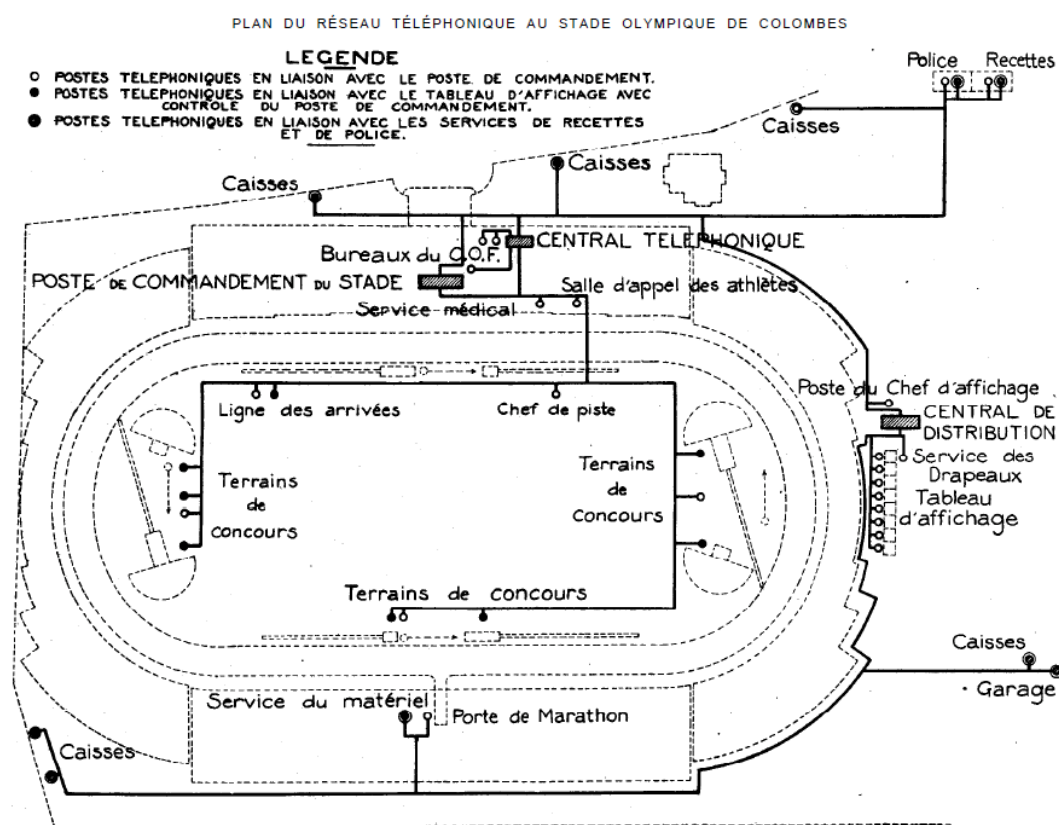 PLAN DU RÉSEAU TÉLÉPHONIQUE AU STADE OLYMPIQUE DE COLOMBES
LEGENDE
POSTES TELEPHONIQUES EN LIAISON AVEC LE POSTE DE COMMANDEMENT.
POSTES TELEPHONIQUES EN LIAISON AVEC LE TABLEAU D'AFFICHAGE AVEC
CONTROLE DU POSTE DE COMMANDEMENT.
POSTES TELEPHONIQUES EN LIAISON AVEC LES SERVICES DE RECETTES
ET DE POLICE.
Police Recettes
Caisses
Caisses
Caisses
Bureaux du C.O.F.
CENTRAL TELEPHONIQUE
POSTE DE COMMANDEMENT DU STADE
Salle d'appel des athlètes
Service médical
Ligne des arrivées
Chef de piste
Poste du Chef d'affichage
CENTRAL DE
DISTRIBUTION
Service des
Drapeaux
Tableau
d'affichage
Terrains
de
concours
Terrains
de
concours
Terrains de concours
Caisses
Garage
Service du matériel
Porte de Marathon
Caisses